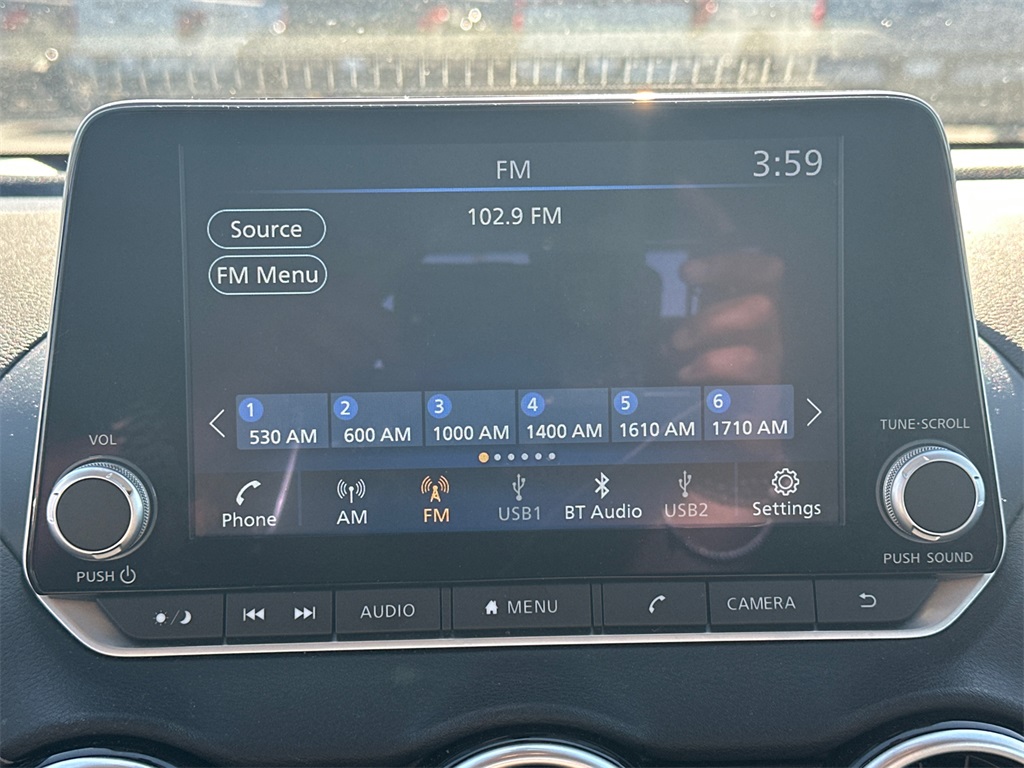 FM
3:59
102.9 FM
Source
FM Menu
1 530 AM
2 600 AM
3 1000 AM
4 1400 AM
5 1610 AM
6 1710 AM
Phone
AM
FM
USB1
BT Audio
USB2
Settings
VOL
PUSH
TUNE·SCROLL
PUSH SOUND
AUDIO
MENU
CAMERA